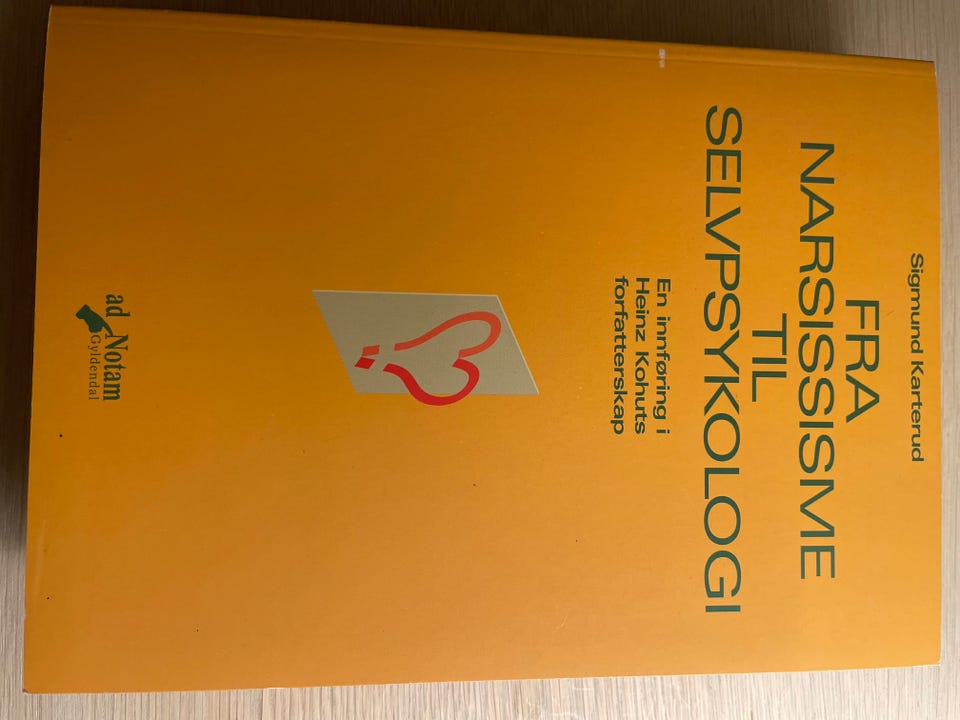 Sigmund Karterud
FRA
NARSISSISME
TIL
SELVPSYKOLOGI
En innføring i
Heinz Kohuts
forfatterskap
ad Notam
Gyldendal